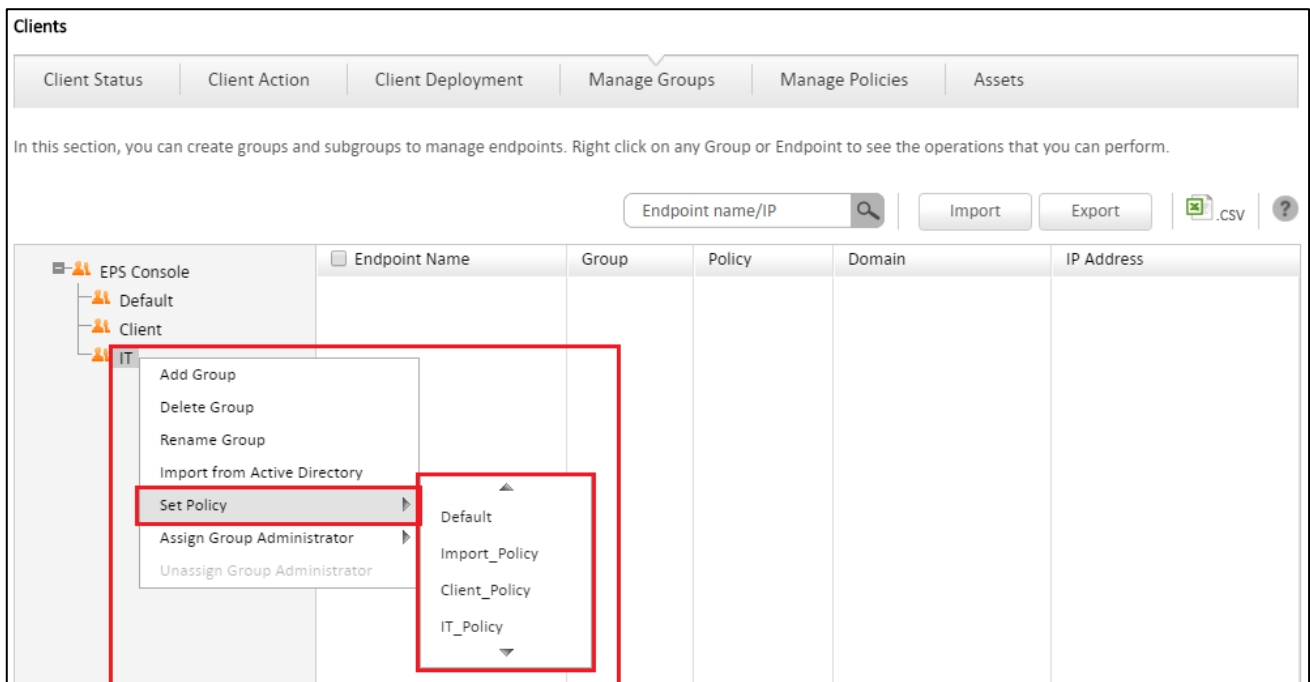 Clients
Client Status Client Action Client Deployment Manage Groups Manage Policies Assets
In this section, you can create groups and subgroups to manage endpoints. Right click on any Group or Endpoint to see the operations that you can perform.
Endpoint name/IP Import Export .csv ?
EPS Console
Default
Client
IT
Endpoint Name Group Policy Domain IP Address
Add Group
Delete Group
Rename Group
Import from Active Directory
Set Policy
Assign Group Administrator
Unassign Group Administrator
Default
Import_Policy
Client_Policy
IT_Policy